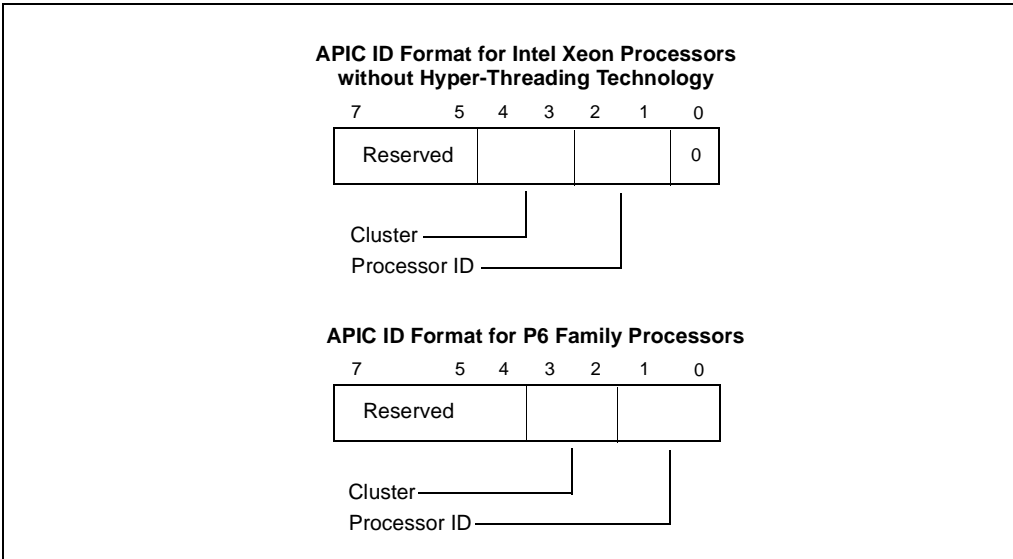 APIC ID Format for Intel Xeon Processors
without Hyper-Threading Technology
7 5 4 3 2 1 0
Reserved 0
Cluster
Processor ID
APIC ID Format for P6 Family Processors
7 5 4 3 2 1 0
Reserved
Cluster
Processor ID